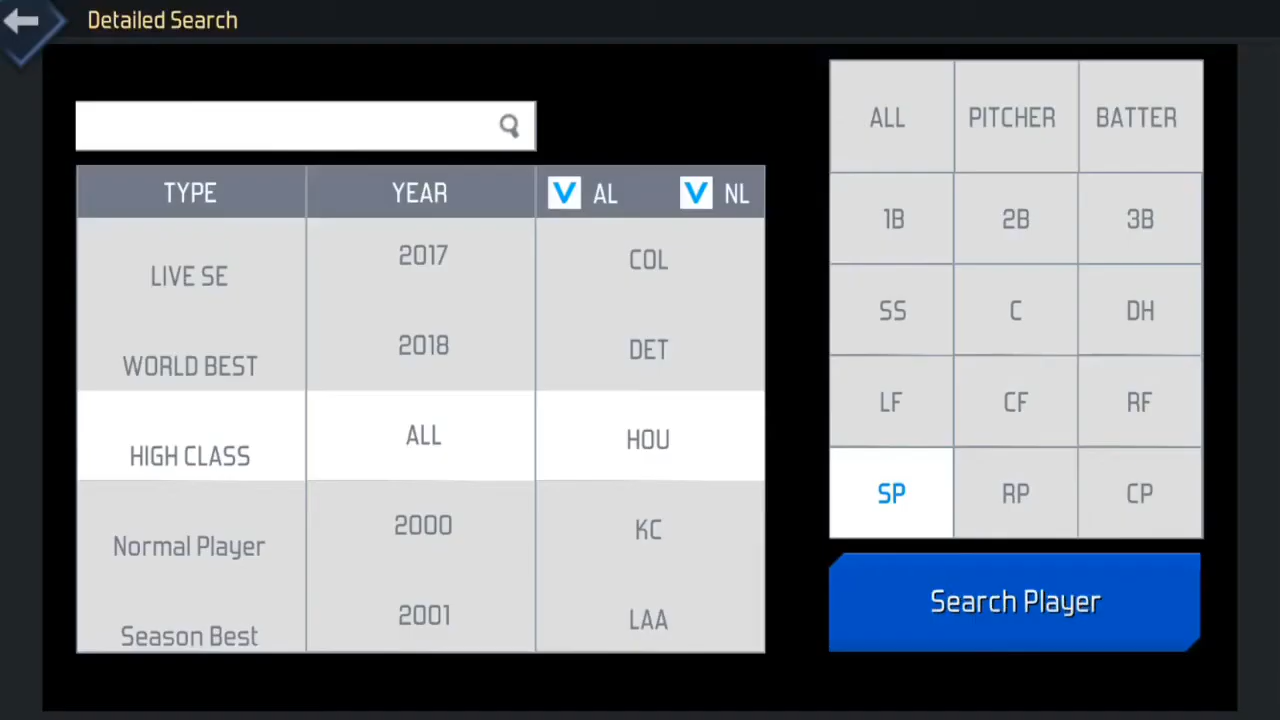 Detailed Search
TYPE YEAR V AL V NL
LIVE SE 2017 COL
WORLD BEST 2018 DET
HIGH CLASS ALL HOU
Normal Player 2000 KC
Season Best 2001 LAA
ALL PITCHER BATTER
1B 2B 3B
SS C DH
LF CF RF
SP RP CP
Search Player